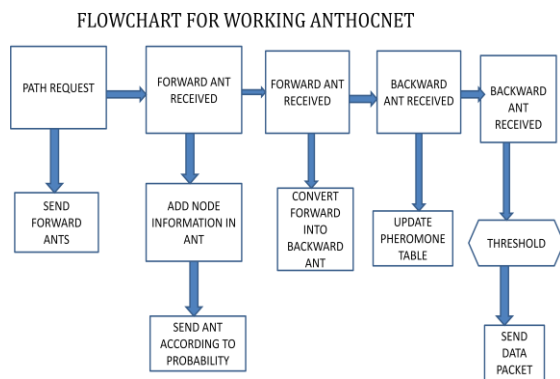 FLOWCHART FOR WORKING ANTHOCNET
PATH REQUEST
FORWARD ANT
RECEIVED
FORWARD ANT
RECEIVED
BACKWARD
ANT RECEIVED
BACKWARD
ANT
RECEIVED
SEND
FORWARD
ANTS
ADD NODE
INFORMATION IN
ANT
CONVERT
FORWARD
INTO
BACKWARD
ANT
UPDATE
PHEROMONE
TABLE
THRESHOLD
SEND ANT
ACCORDING TO
PROBABILITY
SEND
DATA
PACKET